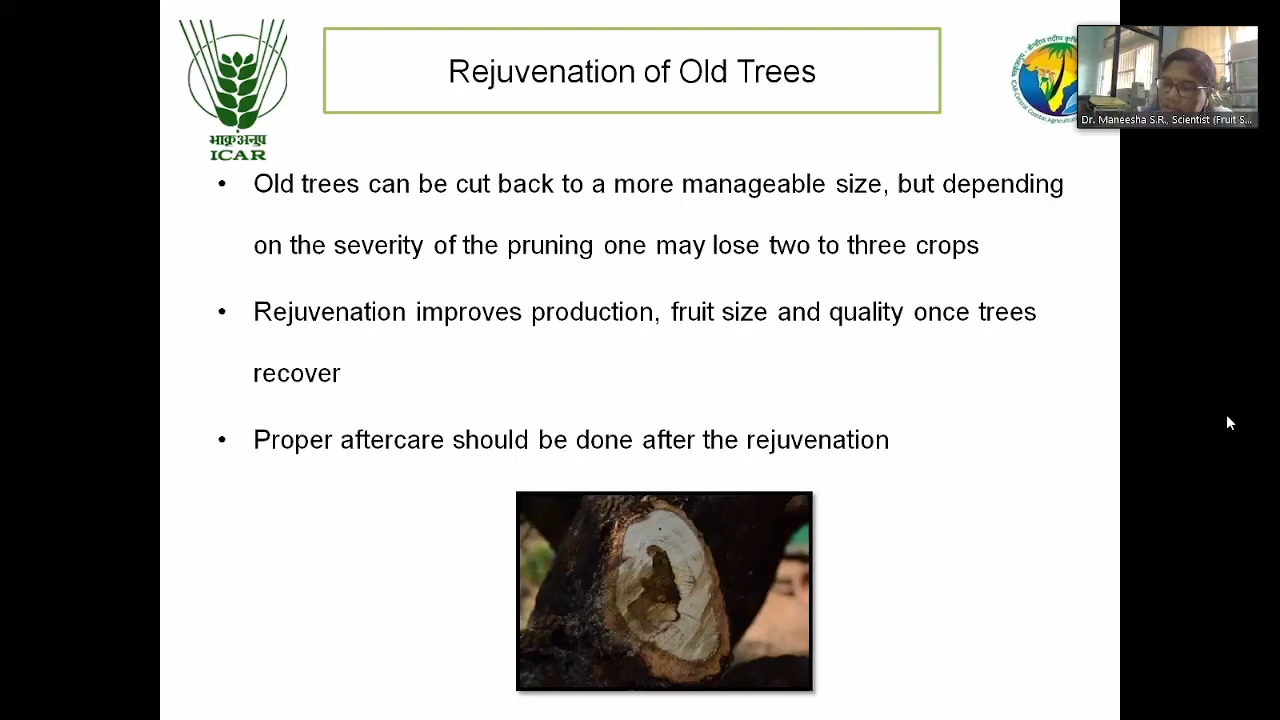 Rejuvenation of Old Trees
भाकृअनुप
ICAR
Dr. Maneesha S.R., Scientist (Fruit S...
• Old trees can be cut back to a more manageable size, but depending
on the severity of the pruning one may lose two to three crops
• Rejuvenation improves production, fruit size and quality once trees
recover
• Proper aftercare should be done after the rejuvenation